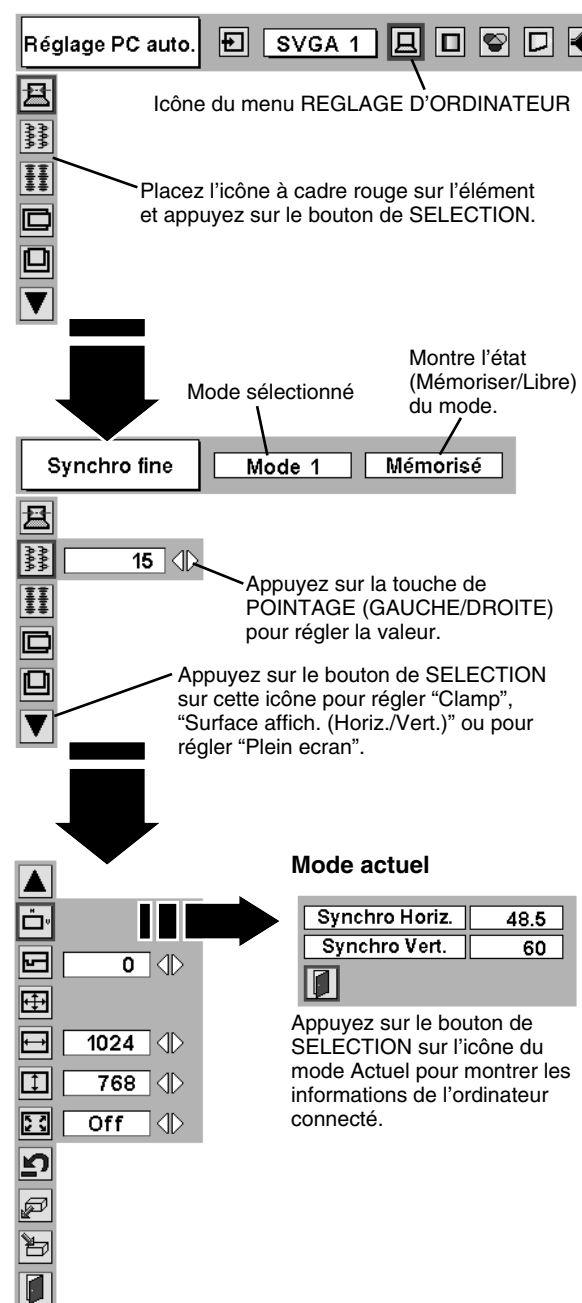 Réglage PC auto.
SVGA 1
Icône du menu REGLAGE D'ORDINATEUR
Placez l'icône à cadre rouge sur l'élément
et appuyez sur le bouton de SELECTION.
Montre l'état
(Mémoriser/Libre)
du mode.
Mode sélectionné
Synchro fine
Mode 1
Mémorisé
15
Appuyez sur la touche de
POINTAGE (GAUCHE/DROITE)
pour régler la valeur.
Appuyez sur le bouton de SELECTION
sur cette icône pour régler “Clamp”,
“Surface affich. (Horiz./Vert.)” ou pour
régler “Plein ecran”.
Mode actuel
H
V
Synchro Horiz. 48.5
Synchro Vert. 60
0
1024
768
Off
Appuyez sur le bouton de
SELECTION sur l'icône du
mode Actuel pour montrer les
informations de l'ordinateur
connecté.